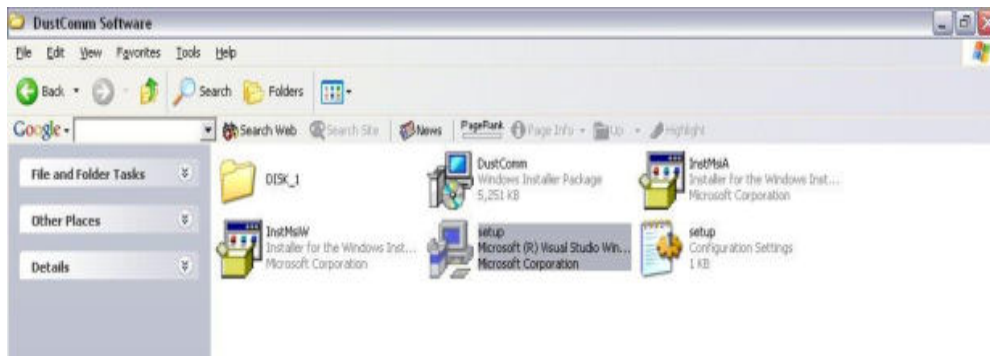 DustComm Software
File Edit View Favorites Tools Help
Back Search Folders
Google Search Web Search Site News PageRank Page Info Up Highlight
File and Folder Tasks
Other Places
Details
DISK_1
DustComm
Windows Installer Package
5,251 KB
InstMsiA
Installer for the Windows Inst...
Microsoft Corporation
InstMsiW
Installer for the Windows Inst...
Microsoft Corporation
setup
Microsoft (R) Visual Studio Win...
Microsoft Corporation
setup
Configuration Settings
1 KB